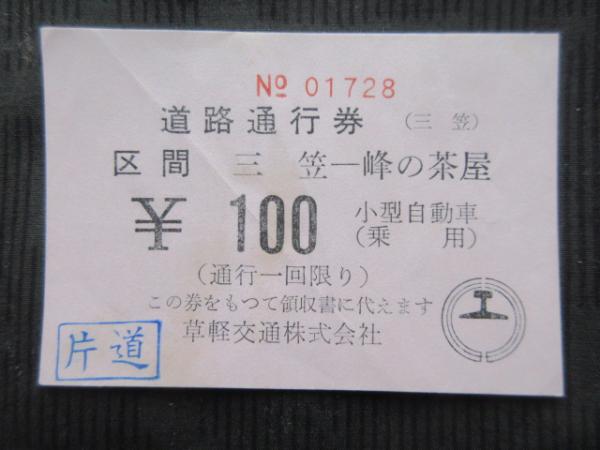 № 01728
道路通行券 (三笠)
区間 三笠―峰の茶屋
¥ 100 小型自動車
(乗用)
(通行一回限り)
この券をもつて領収書に代えます
草軽交通株式会社
片道